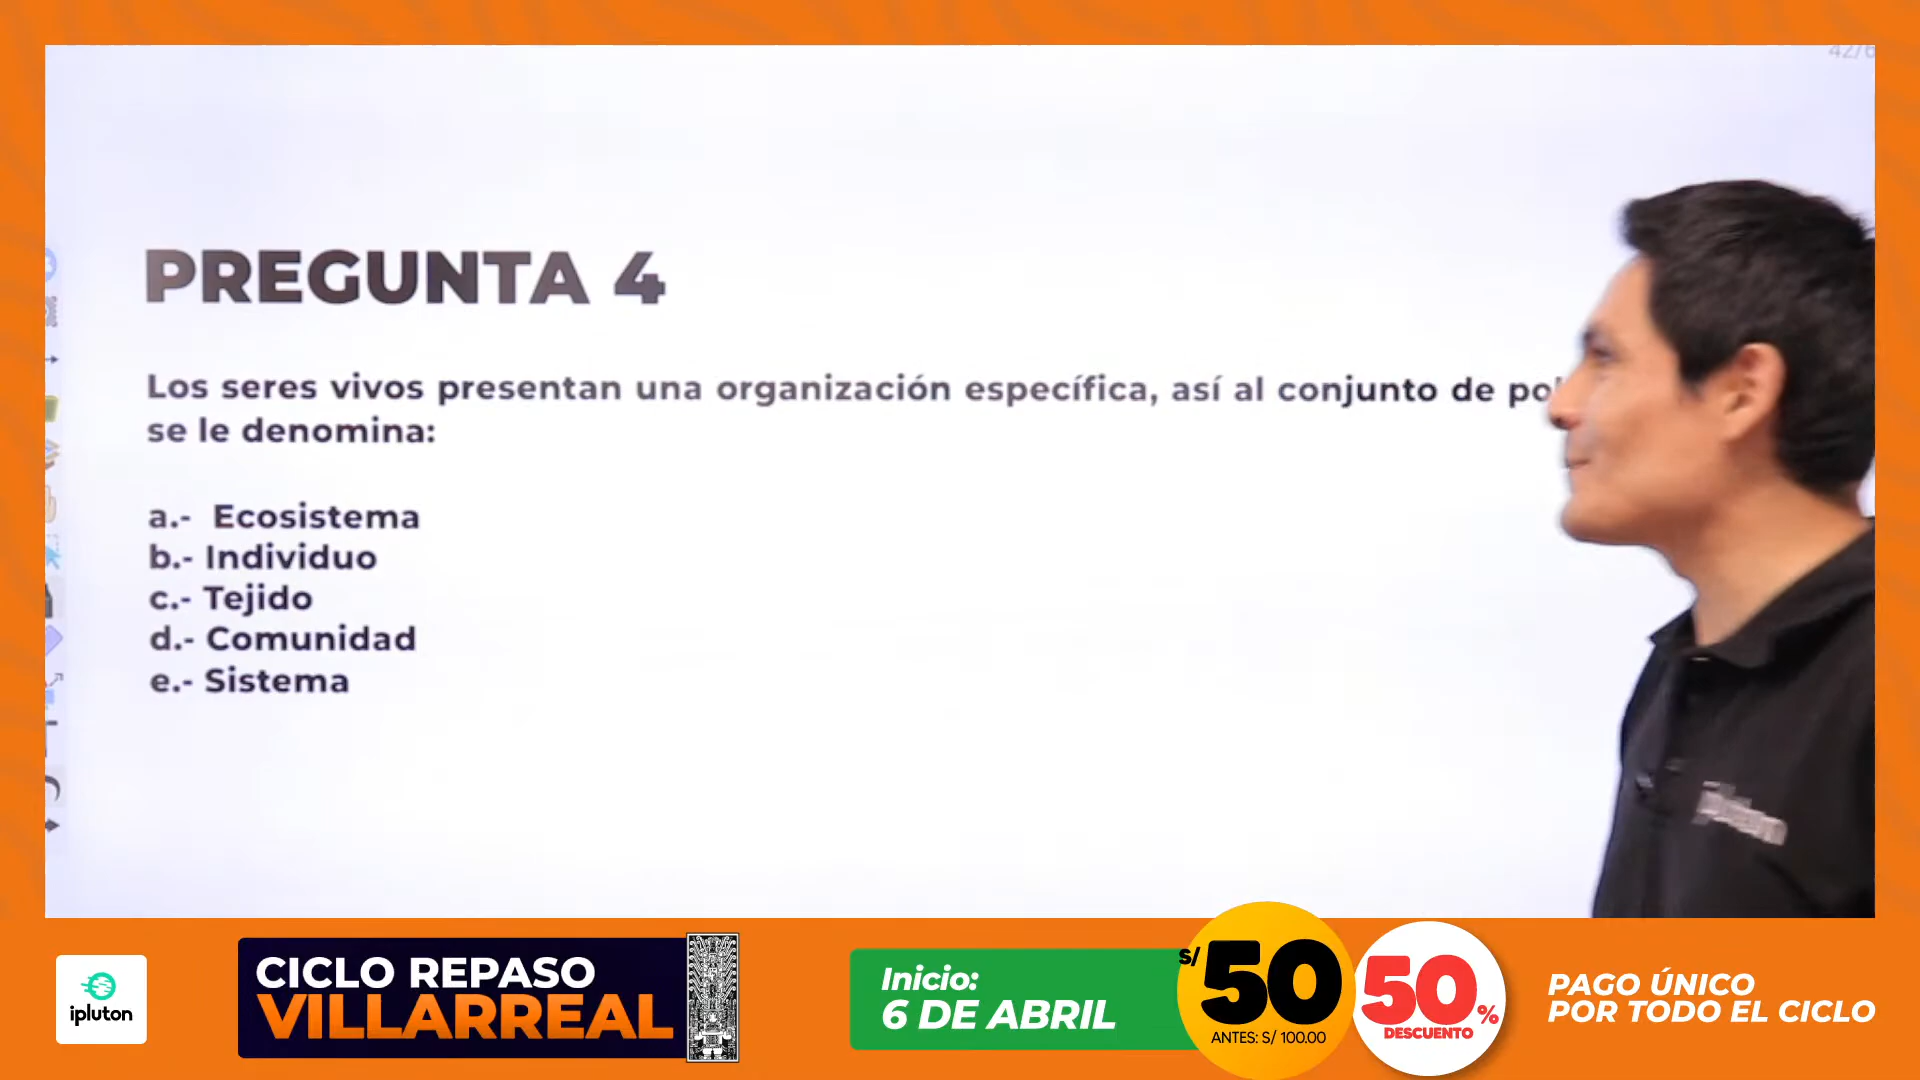 PREGUNTA 4
Los seres vivos presentan una organización específica, así al conjunto de
se le denomina:
a.- Ecosistema
b.- Individuo
c.- Tejido
d.- Comunidad
e.- Sistema
ipluton
CICLO REPASO
VILLARREAL
Inicio:
6 DE ABRIL
S/ 50
ANTES: S/ 100.00
50%
DESCUENTO
PAGO ÚNICO
POR TODO EL CICLO